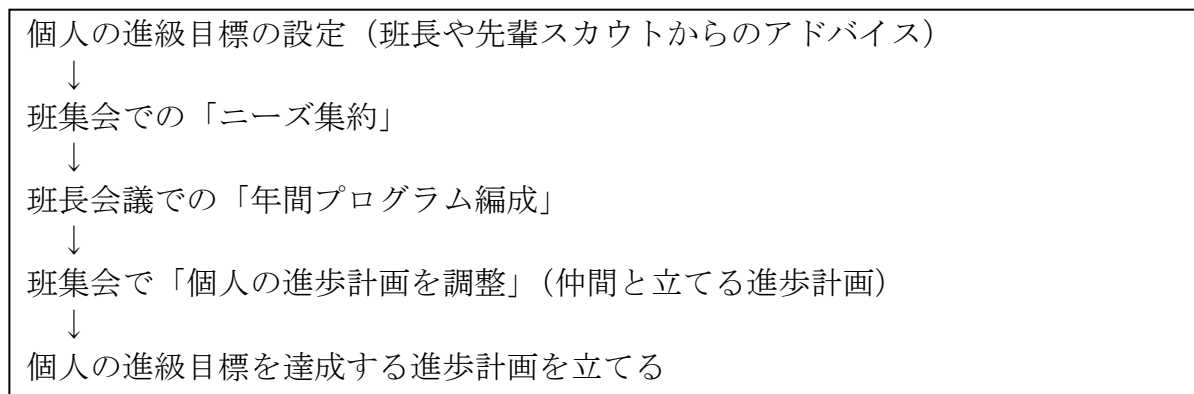 個人の進級目標の設定（班長や先輩スカウトからのアドバイス）
↓
班集会での「ニーズ集約」
↓
班長会議での「年間プログラム編成」
↓
班集会で「個人の進歩計画を調整」（仲間と立てる進歩計画）
↓
個人の進級目標を達成する進歩計画を立てる